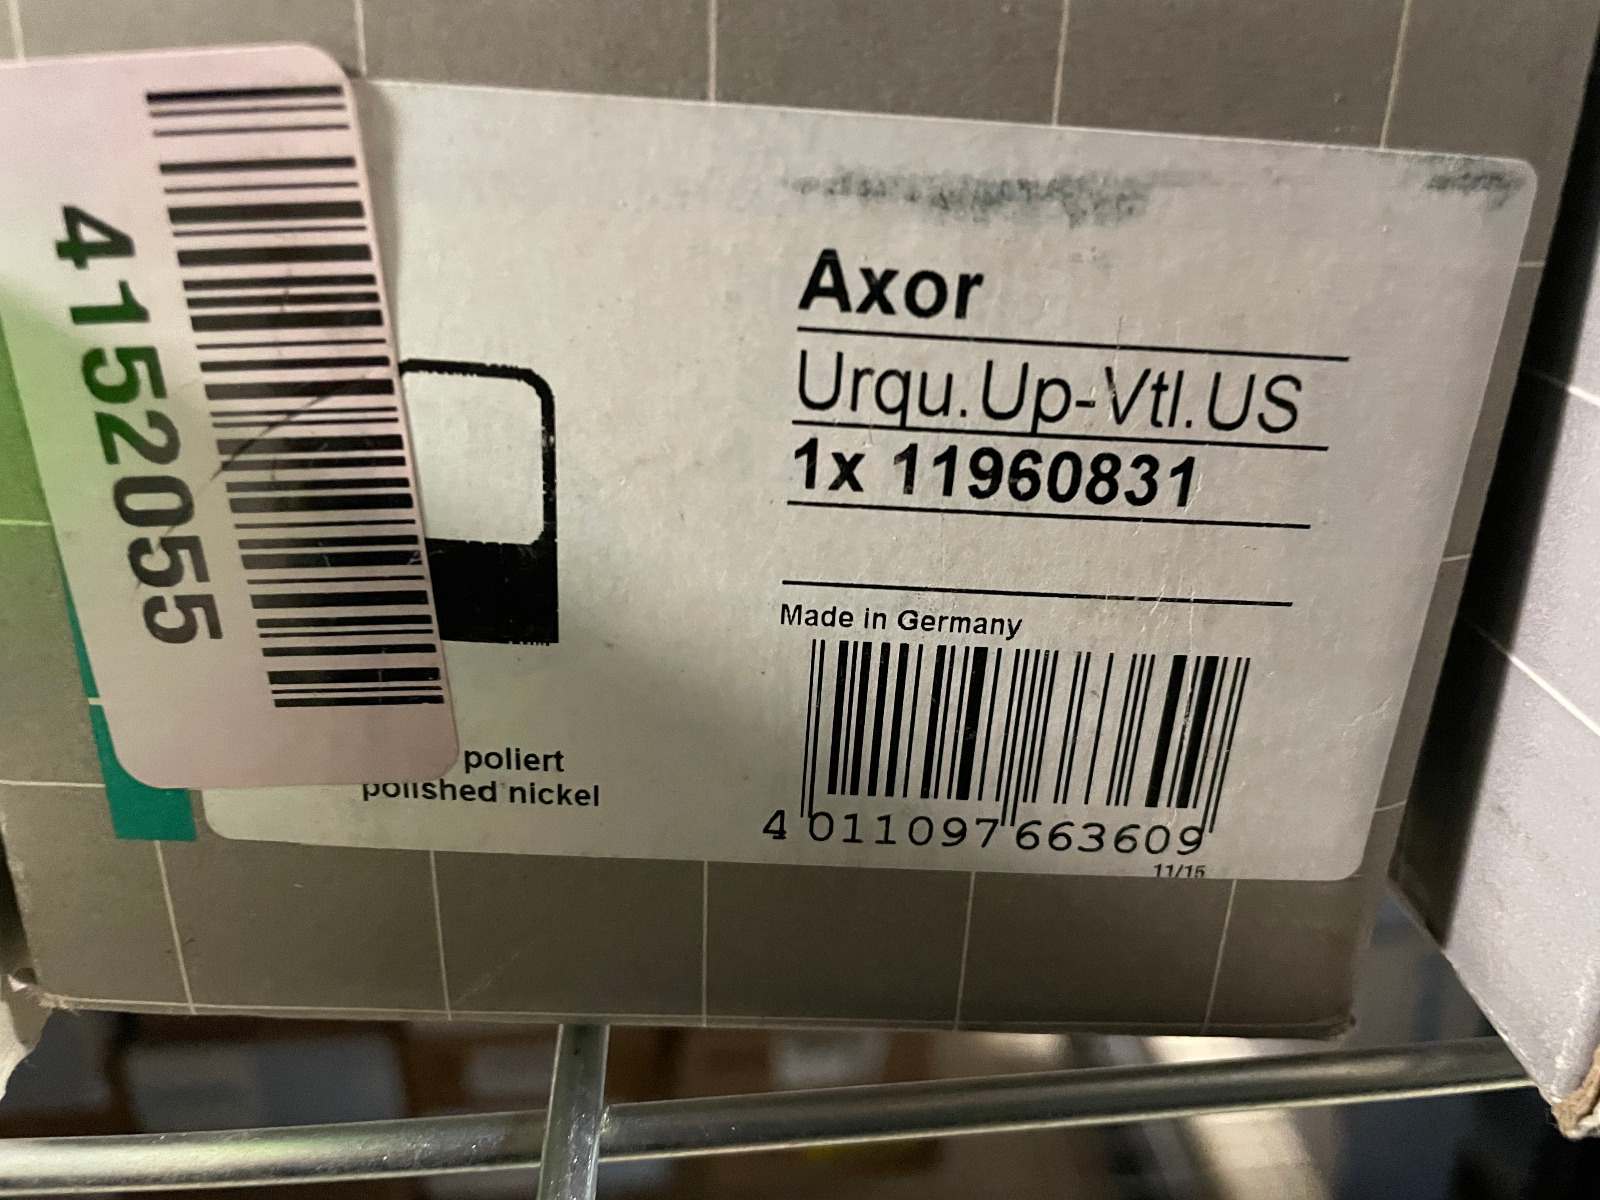 4152055
Axor
Urqu.Up-Vtl.US
1x 11960831
Made in Germany
4 011097 663609
11/15
poliert
polished nickel